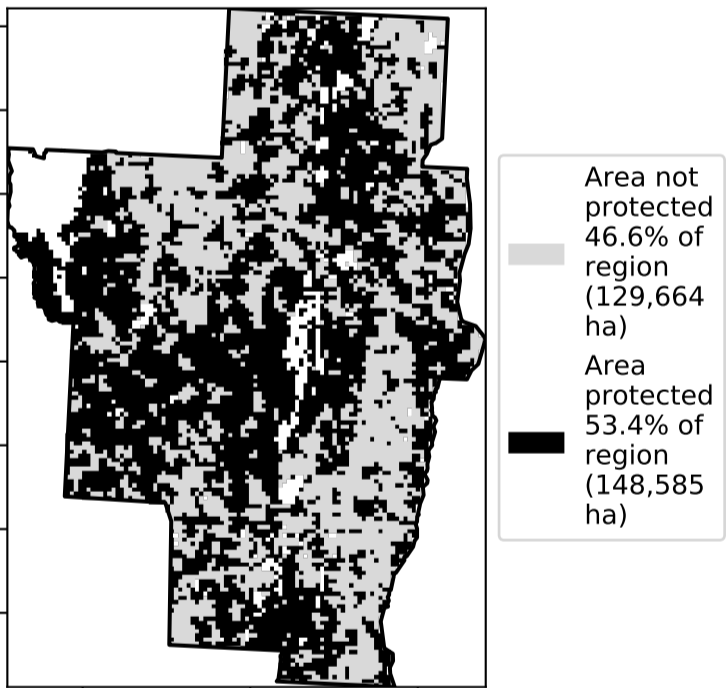 Area not
protected
46.6% of
region
(129,664
ha)
Area
protected
53.4% of
region
(148,585
ha)